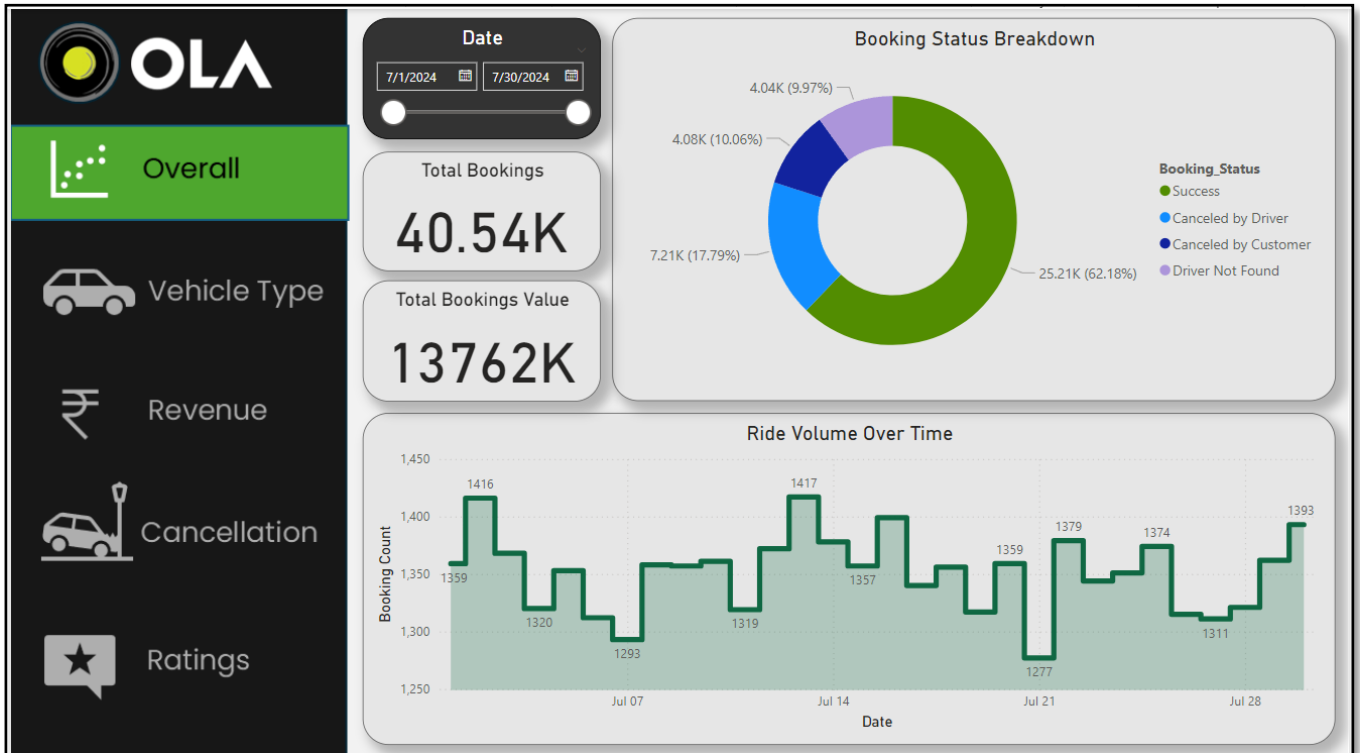 OLA
Overall
Vehicle Type
₹ Revenue
Cancellation
Ratings
Date
7/1/2024 7/30/2024
Total Bookings
40.54K
Total Bookings Value
13762K
Booking Status Breakdown
4.04K (9.97%)
4.08K (10.06%)
7.21K (17.79%)
25.21K (62.18%)
Booking_Status
Success
Canceled by Driver
Canceled by Customer
Driver Not Found
Ride Volume Over Time
Booking Count
1,450
1,400
1,350
1,300
1,250
1359
1416
1320
1293
1319
1417
1357
1359
1277
1379
1374
1311
1393
Jul 07 Jul 14 Jul 21 Jul 28
Date